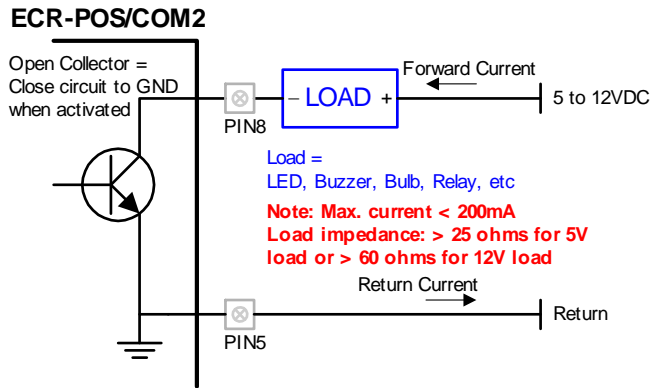 ECR-POS/COM2
Open Collector =
Close circuit to GND
when activated
PIN8
– LOAD +
Forward Current
5 to 12VDC
Load =
LED, Buzzer, Bulb, Relay, etc
Note: Max. current < 200mA
Load impedance: > 25 ohms for 5V
load or > 60 ohms for 12V load
Return Current
Return
PIN5